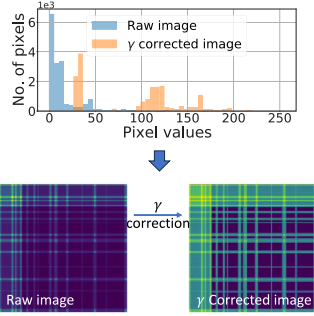 1e3
6
4
2
0
No. of pixels
Raw image
γ corrected image
0 50 100 150 200 250
Pixel values
γ
correction
Raw image
γ Corrected image